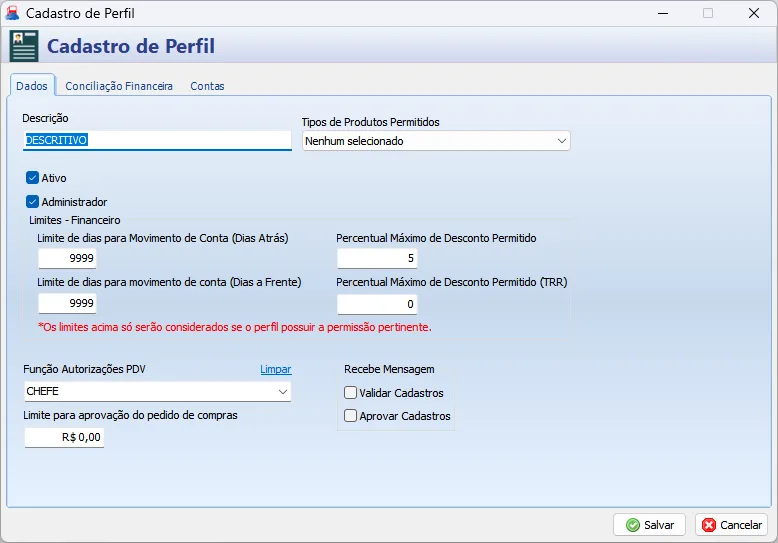 Cadastro de Perfil
Cadastro de Perfil
Dados Conciliação Financeira Contas
Descrição
DESCRITIVO
Tipos de Produtos Permitidos
Nenhum selecionado
Ativo
Administrador
Limites - Financeiro
Limite de dias para Movimento de Conta (Dias Atrás)
9999
Percentual Máximo de Desconto Permitido
5
Limite de dias para movimento de conta (Dias a Frente)
9999
Percentual Máximo de Desconto Permitido (TRR)
0
*Os limites acima só serão considerados se o perfil possuir a permissão pertinente.
Função Autorizações PDV Limpar
CHEFE
Limite para aprovação do pedido de compras
R$ 0,00
Recebe Mensagem
Validar Cadastros
Aprovar Cadastros
Salvar Cancelar